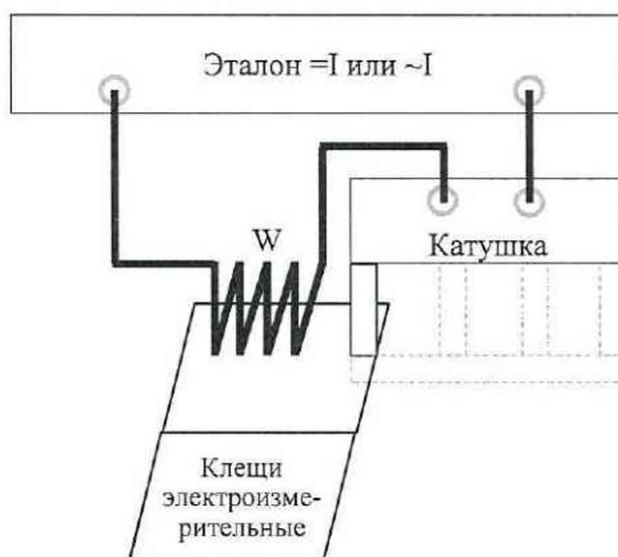 Эталон =I или ~I
W
Катушка
Клещи
электроизме-
рительные